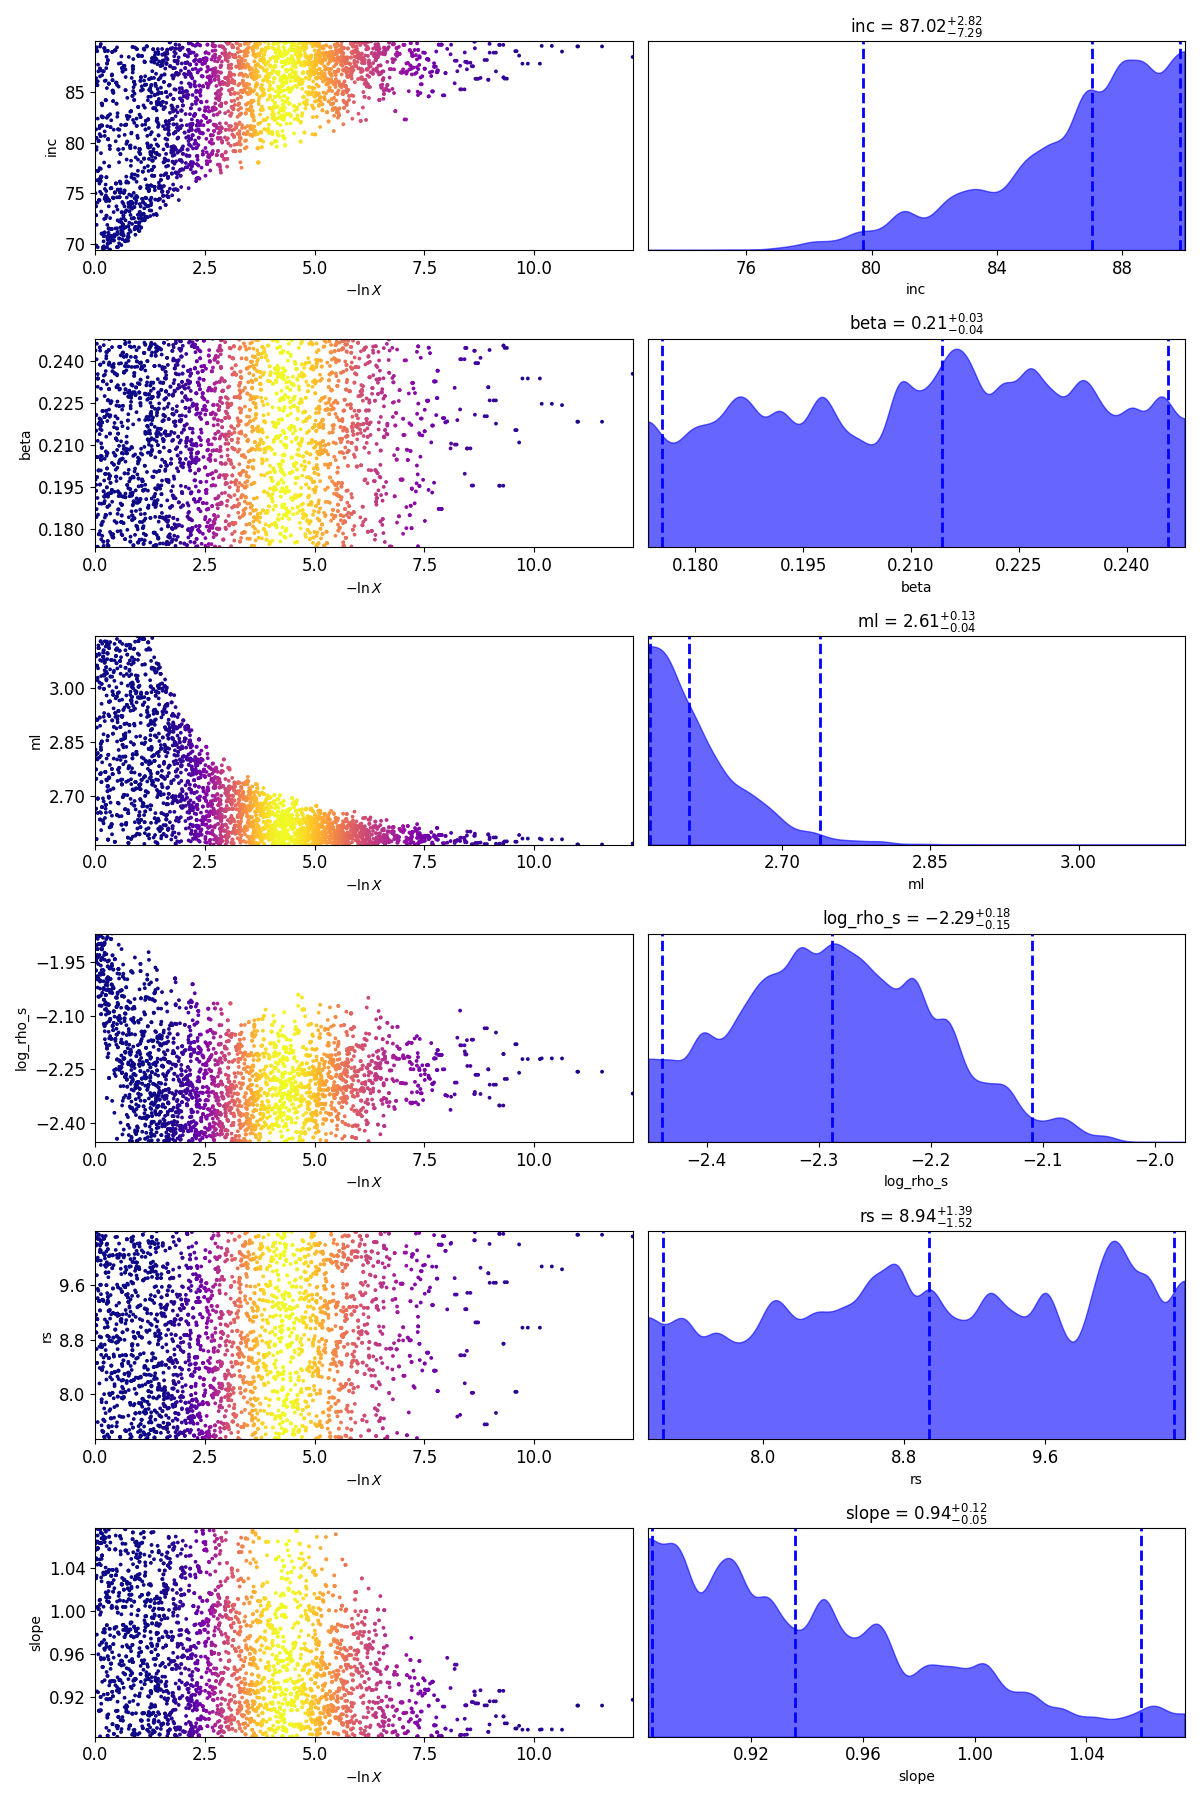 inc = 87.02 +2.82 −7.29
85
80
75
70
inc
0.0 2.5 5.0 7.5 10.0
−ln X
76 80 84 88
inc
beta = 0.21 +0.03 −0.04
0.240
0.225
0.210
0.195
0.180
beta
0.0 2.5 5.0 7.5 10.0
−ln X
0.180 0.195 0.210 0.225 0.240
beta
ml = 2.61 +0.13 −0.04
3.00
2.85
2.70
ml
0.0 2.5 5.0 7.5 10.0
−ln X
2.70 2.85 3.00
ml
log_rho_s = −2.29 +0.18 −0.15
−1.95
−2.10
−2.25
−2.40
log_rho_s
0.0 2.5 5.0 7.5 10.0
−ln X
−2.4 −2.3 −2.2 −2.1 −2.0
log_rho_s
rs = 8.94 +1.39 −1.52
9.6
8.8
8.0
rs
0.0 2.5 5.0 7.5 10.0
−ln X
8.0 8.8 9.6
rs
slope = 0.94 +0.12 −0.05
1.04
1.00
0.96
0.92
slope
0.0 2.5 5.0 7.5 10.0
−ln X
0.92 0.96 1.00 1.04
slope